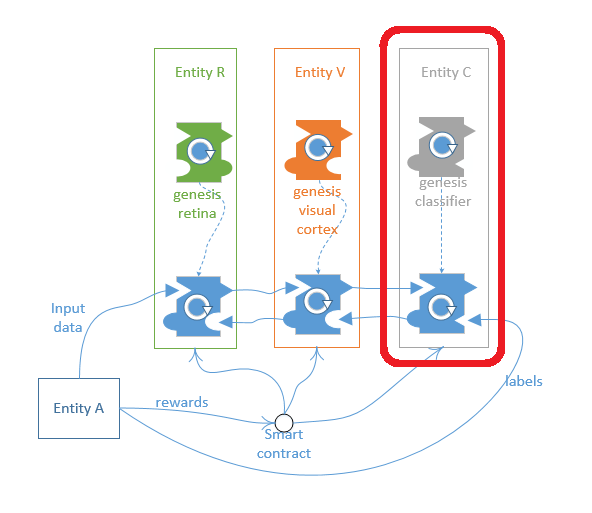 Entity R
Entity V
Entity C
genesis
retina
genesis
visual
cortex
genesis
classifier
Input
data
Entity A
rewards
Smart
contract
labels